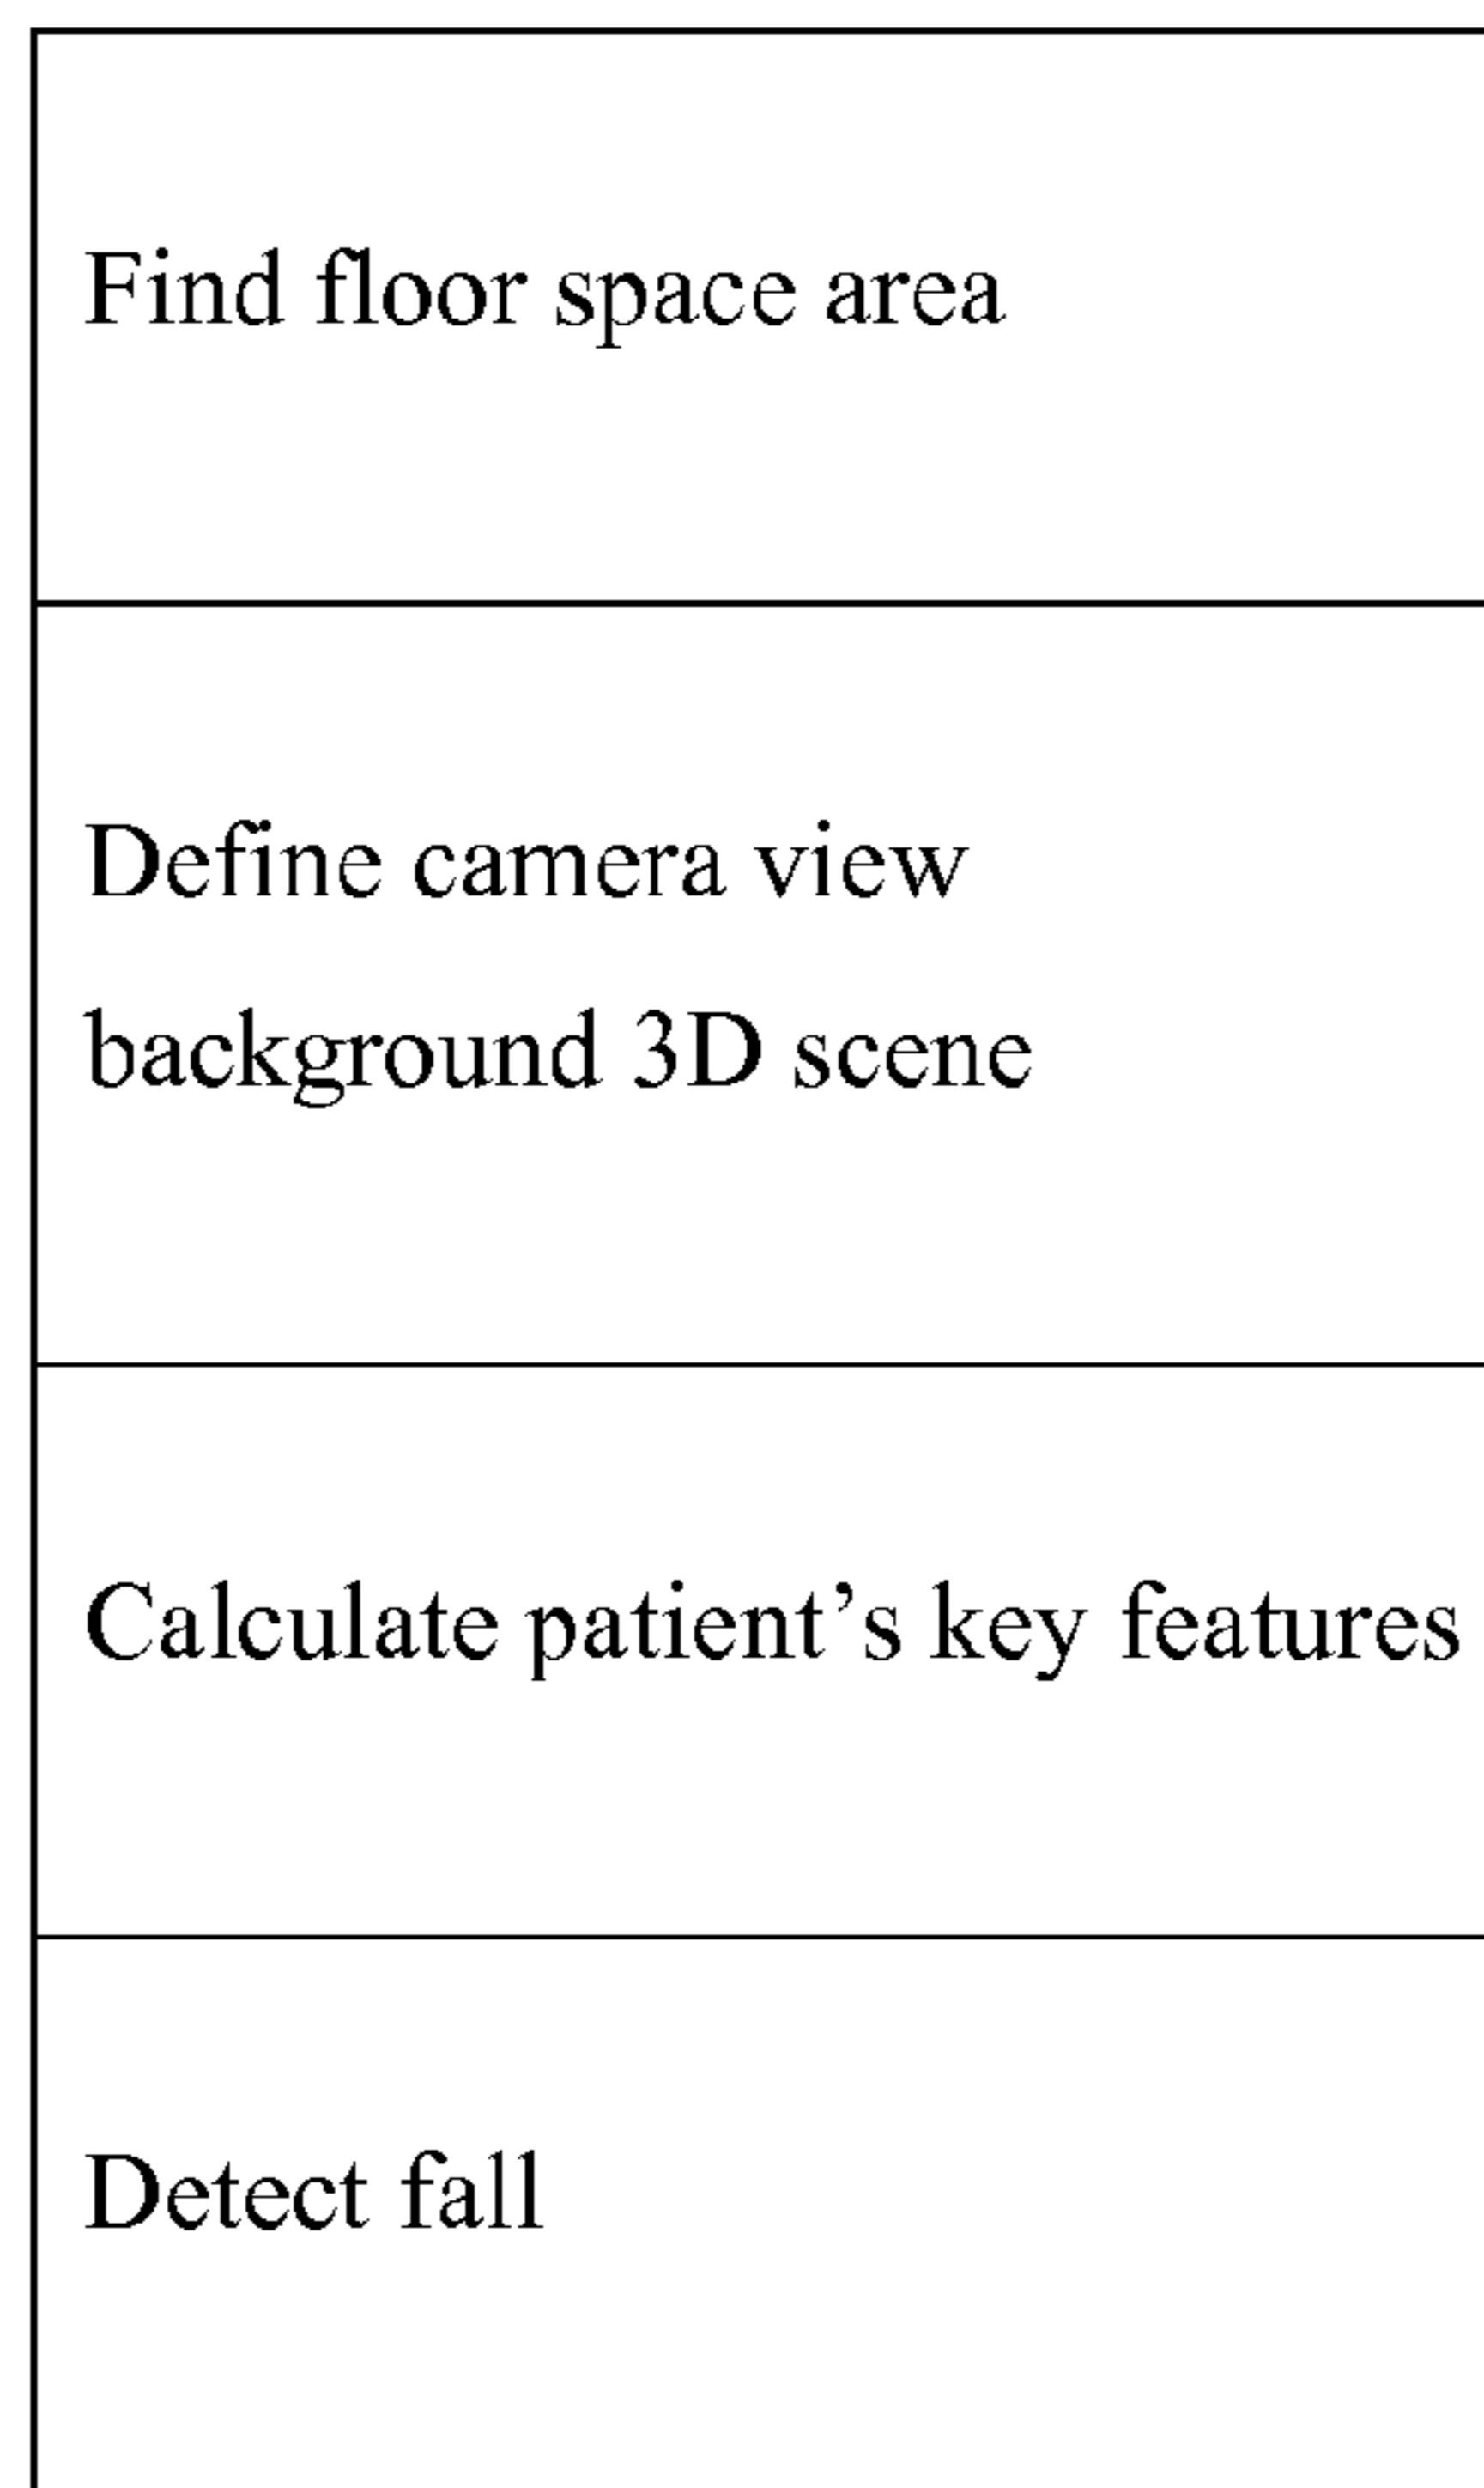 Find floor space area
Define camera view
background 3D scene
Calculate patient’s key features
Detect fall